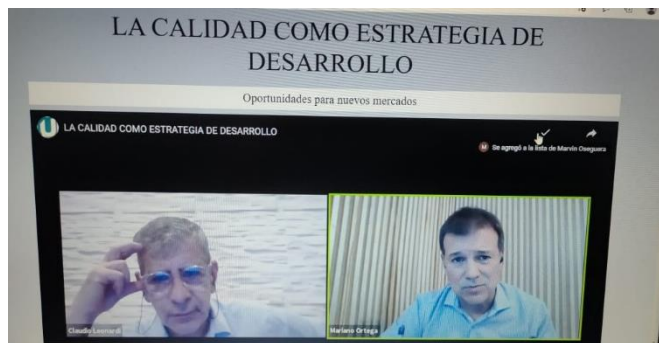 LA CALIDAD COMO ESTRATEGIA DE
DESARROLLO
Oportunidades para nuevos mercados
LA CALIDAD COMO ESTRATEGIA DE DESARROLLO
M Se agregó a la lista de Marvin Oseguera
Claudio Leonardi
Mariano Ortega